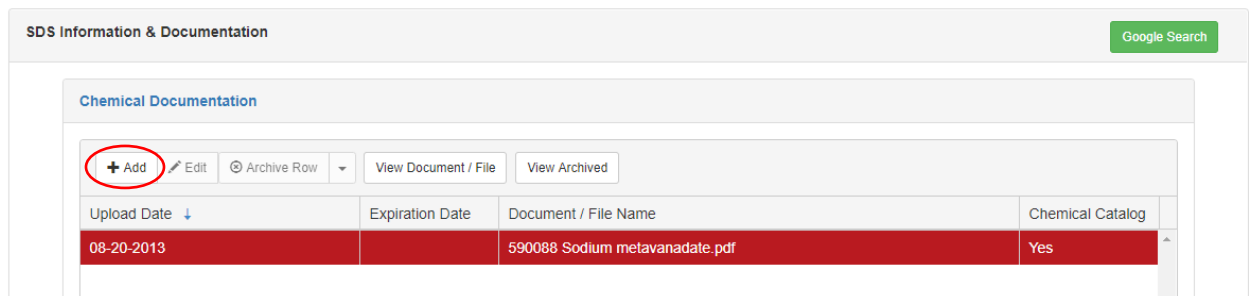 SDS Information & Documentation
Google Search
Chemical Documentation
Add Edit Archive Row View Document / File View Archived
Upload Date Expiration Date Document / File Name Chemical Catalog
08-20-2013 590088 Sodium metavanadate.pdf Yes